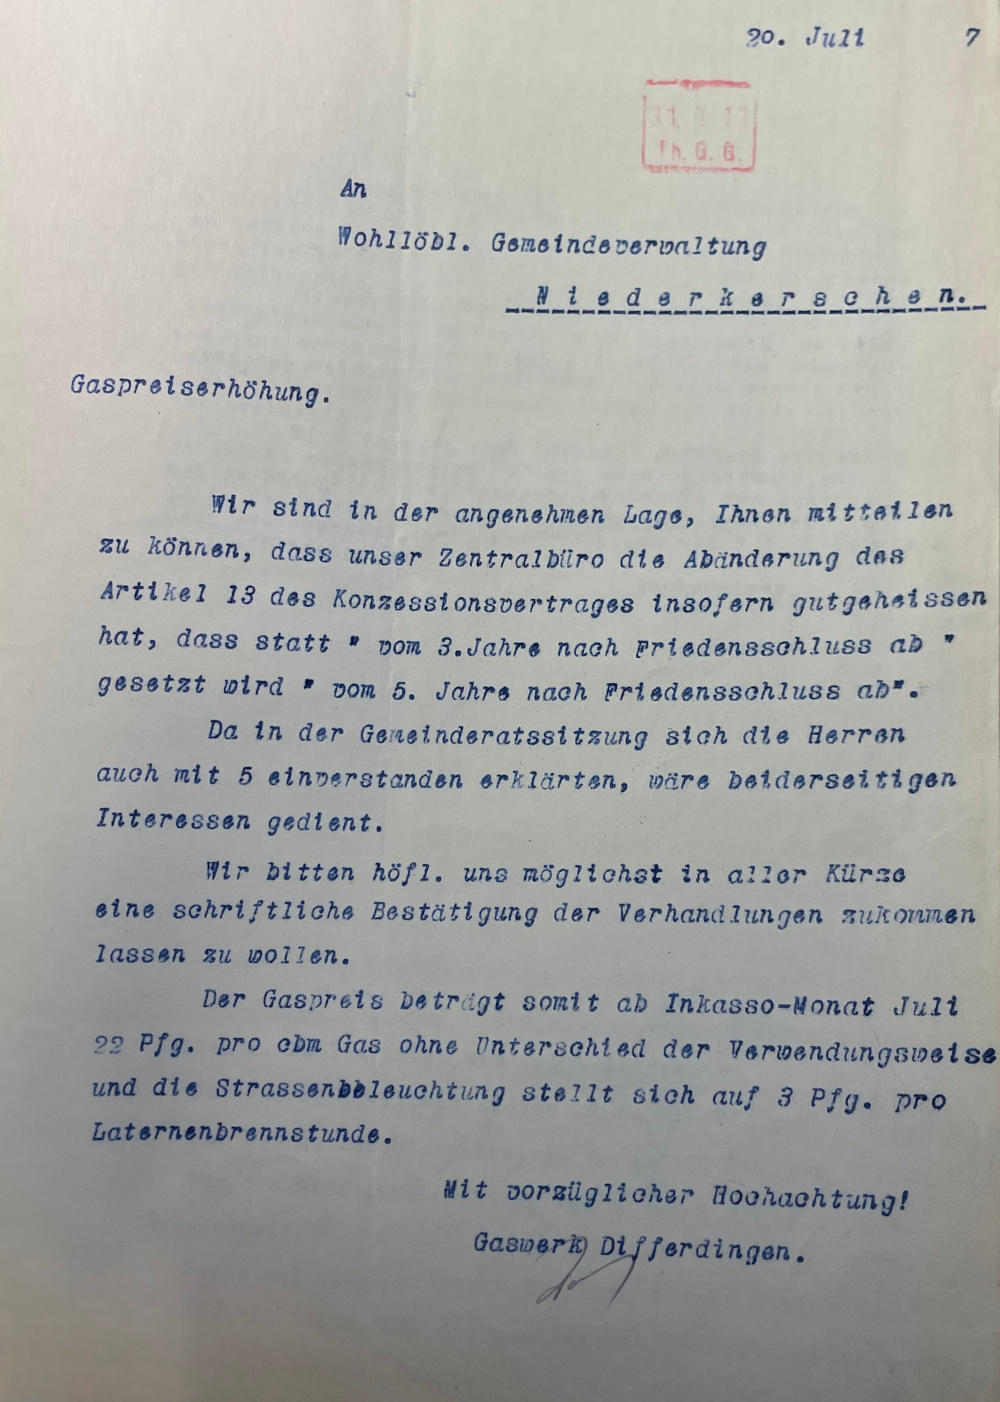 20. Juli 7
Th. G. G.
An
Wohllöbl. Gemeindeverwaltung
Niederkerschen.
Gaspreiserhöhung.
Wir sind in der angenehmen Lage, Ihnen mitteilen
zu können, dass unser Zentralbüro die Abänderung des
Artikel 13 des Konzessionsvertrages insofern gutgeheissen
hat, dass statt " vom 3.Jahre nach Friedensschluss ab "
gesetzt wird " vom 5. Jahre nach Friedensschluss ab".
Da in der Gemeinderatssitzung sich die Herren
auch mit 5 einverstanden erklärten, wäre beiderseitigen
Interessen gedient.
Wir bitten höfl. uns möglichst in aller Kürze
eine schriftliche Bestätigung der Verhandlungen zukommen
lassen zu wollen.
Der Gaspreis beträgt somit ab Inkasso-Monat Juli
22 Pfg. pro cbm Gas ohne Unterschied der Verwendungsweise
und die Strassenbbleuchtung stellt sich auf 3 Pfg. pro
Laternenbrennstunde.
Mit vorzüglicher Hochachtung!
Gaswerk Differdingen.